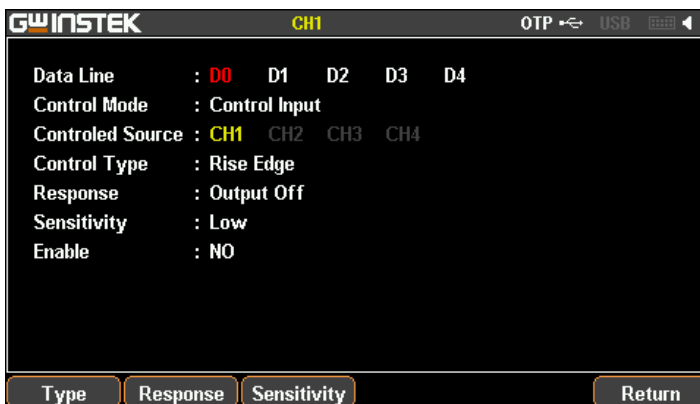 GWINSTEK CH1 OTP USB
Data Line : D0 D1 D2 D3 D4
Control Mode : Control Input
Controled Source : CH1 CH2 CH3 CH4
Control Type : Rise Edge
Response : Output Off
Sensitivity : Low
Enable : NO
Type Response Sensitivity Return